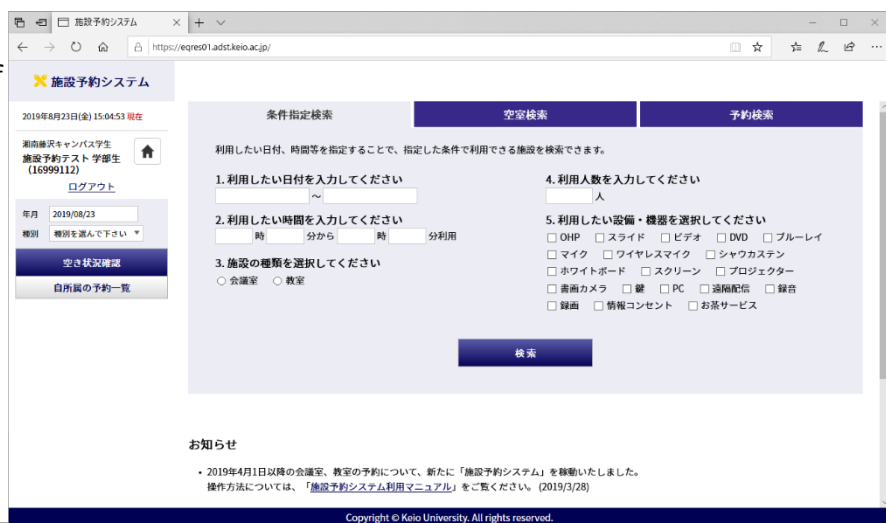 施設予約システム
https://eqres01.adst.keio.ac.jp/
施設予約システム
2019年8月23日(金) 15:04:53 現在
湘南藤沢キャンパス学生
施設予約テスト 学部生
(16999112)
ログアウト
年月 2019/08/23
種別 種別を選んで下さい
空き状況確認
自所属の予約一覧
条件指定検索 空室検索 予約検索
利用したい日付、時間等を指定することで、指定した条件で利用できる施設を検索できます。
1. 利用したい日付を入力してください
~
2. 利用したい時間を入力してください
時 分から 時 分利用
3. 施設の種類を選択してください
会議室 教室
4. 利用人数を入力してください
人
5. 利用したい設備・機器を選択してください
OHP スライド ビデオ DVD ブルーレイ
マイク ワイヤレスマイク シャウカステン
ホワイトボード スクリーン プロジェクター
書画カメラ 鍵 PC 遠隔配信 録音
録画 情報コンセント お茶サービス
検索
お知らせ
・2019年4月1日以降の会議室、教室の予約について、新たに「施設予約システム」を稼動いたしました。
操作方法については、「施設予約システム利用マニュアル」をご覧ください。 (2019/3/28)
Copyright © Keio University. All rights reserved.